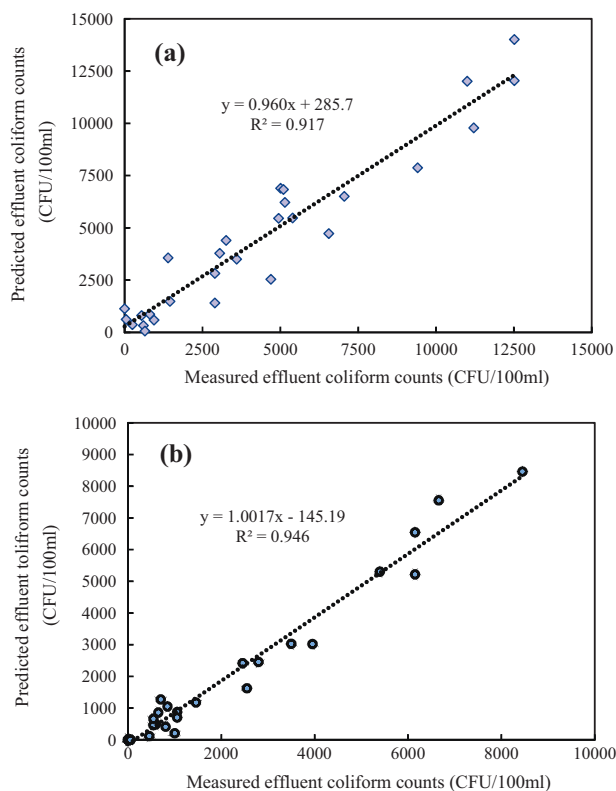 (a)
y = 0.960x + 285.7
R² = 0.917
Predicted effluent coliform counts
(CFU/100ml)
15000
12500
10000
7500
5000
2500
0
0 2500 5000 7500 10000 12500 15000
Measured effluent coliform counts (CFU/100ml)
(b)
y = 1.0017x - 145.19
R² = 0.946
Predicted effluent toliform counts
(CFU/100ml)
10000
9000
8000
7000
6000
5000
4000
3000
2000
1000
0
0 2000 4000 6000 8000 10000
Measured effluent coliform counts (CFU/100ml)